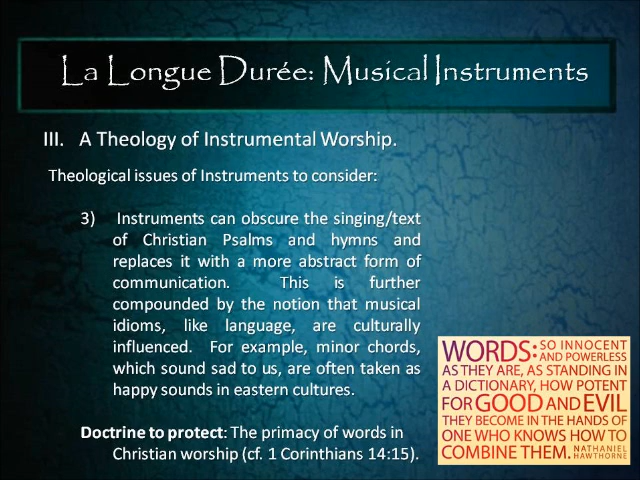 La Longue Durée: Musical Instruments
III. A Theology of Instrumental Worship.
Theological issues of Instruments to consider:
3) Instruments can obscure the singing/text
of Christian Psalms and hymns and
replaces it with a more abstract form of
communication. This is further
compounded by the notion that musical
idioms, like language, are culturally
influenced. For example, minor chords,
which sound sad to us, are often taken as
happy sounds in eastern cultures.
Doctrine to protect: The primacy of words in
Christian worship (cf. 1 Corinthians 14:15).
WORDS: SO INNOCENT
AND POWERLESS
AS THEY ARE, AS STANDING IN
A DICTIONARY, HOW POTENT
FOR GOOD AND EVIL
THEY BECOME IN THE HANDS OF
ONE WHO KNOWS HOW TO
COMBINE THEM. NATHANIEL
HAWTHORNE